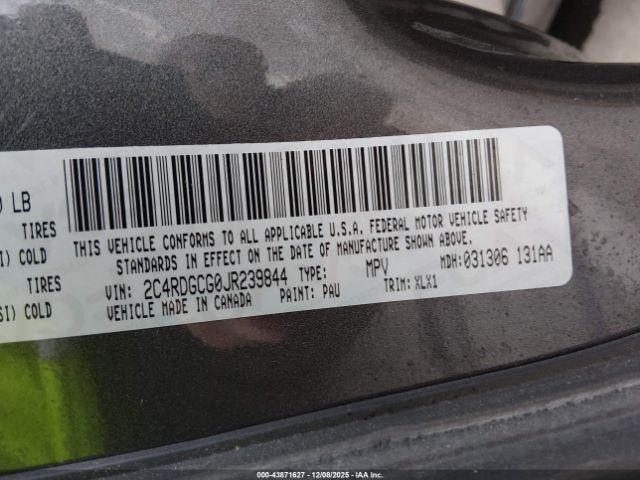 0 LB
TIRES
I) COLD
TIRES
SI) COLD
THIS VEHICLE CONFORMS TO ALL APPLICABLE U.S.A. FEDERAL MOTOR VEHICLE SAFETY
STANDARDS IN EFFECT ON THE DATE OF MANUFACTURE SHOWN ABOVE.
VIN: 2C4RDGCG0JR239844 TYPE: MPV MDH: 031306 131AA
VEHICLE MADE IN CANADA PAINT: PAU TRIM: XLX1
00-43871627 - 12/08/2025 - IAA Inc.